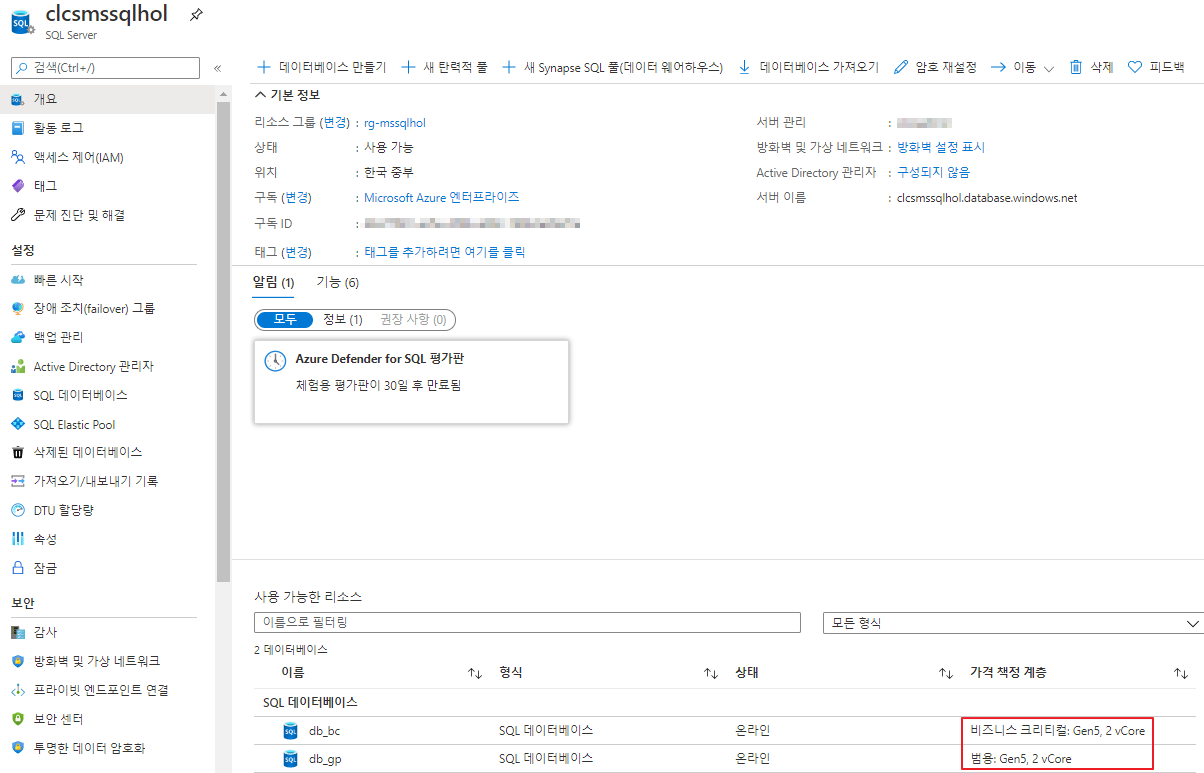 clcsmssqlhol
SQL Server
검색(Ctrl+/)
«
데이터베이스 만들기
새 탄력적 풀
새 Synapse SQL 풀(데이터 웨어하우스)
데이터베이스 가져오기
암호 재설정
이동
삭제
피드백
개요
활동 로그
액세스 제어(IAM)
태그
문제 진단 및 해결
설정
빠른 시작
장애 조치(failover) 그룹
백업 관리
Active Directory 관리자
SQL 데이터베이스
SQL Elastic Pool
삭제된 데이터베이스
가져오기/내보내기 기록
DTU 할당량
속성
잠금
보안
감사
방화벽 및 가상 네트워크
프라이빗 엔드포인트 연결
보안 센터
투명한 데이터 암호화
기본 정보
리소스 그룹 (변경) : rg-mssqlhol
상태 : 사용 가능
위치 : 한국 중부
구독 (변경) : Microsoft Azure 엔터프라이즈
구독 ID :
태그 (변경) : 태그를 추가하려면 여기를 클릭
서버 관리 :
방화벽 및 가상 네트워크 : 방화벽 설정 표시
Active Directory 관리자 : 구성되지 않음
서버 이름 : clcsmssqlhol.database.windows.net
알림 (1) 기능 (6)
모두 정보 (1) 권장 사항 (0)
Azure Defender for SQL 평가판
체험용 평가판이 30일 후 만료됨
사용 가능한 리소스
이름으로 필터링
모든 형식
2 데이터베이스
이름 형식 상태 가격 책정 계층
SQL 데이터베이스
db_bc SQL 데이터베이스 온라인 비즈니스 크리티컬: Gen5, 2 vCore
db_gp SQL 데이터베이스 온라인 범용: Gen5, 2 vCore